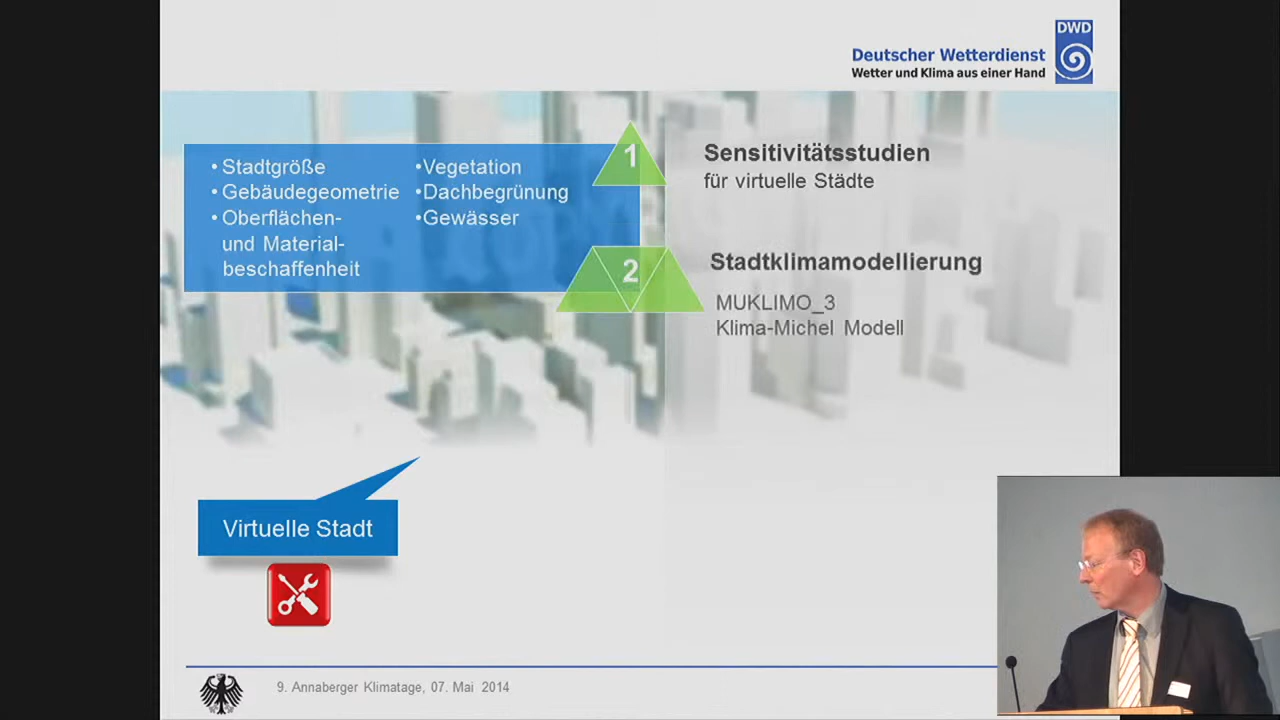 DWD
Deutscher Wetterdienst
Wetter und Klima aus einer Hand
• Stadtgröße
• Gebäudegeometrie
• Oberflächen-
und Material-
beschaffenheit
•Vegetation
•Dachbegrünung
•Gewässer
1
Sensitivitätsstudien
für virtuelle Städte
2
Stadtklimamodellierung
MUKLIMO_3
Klima-Michel Modell
Virtuelle Stadt
9. Annaberger Klimatage, 07. Mai 2014